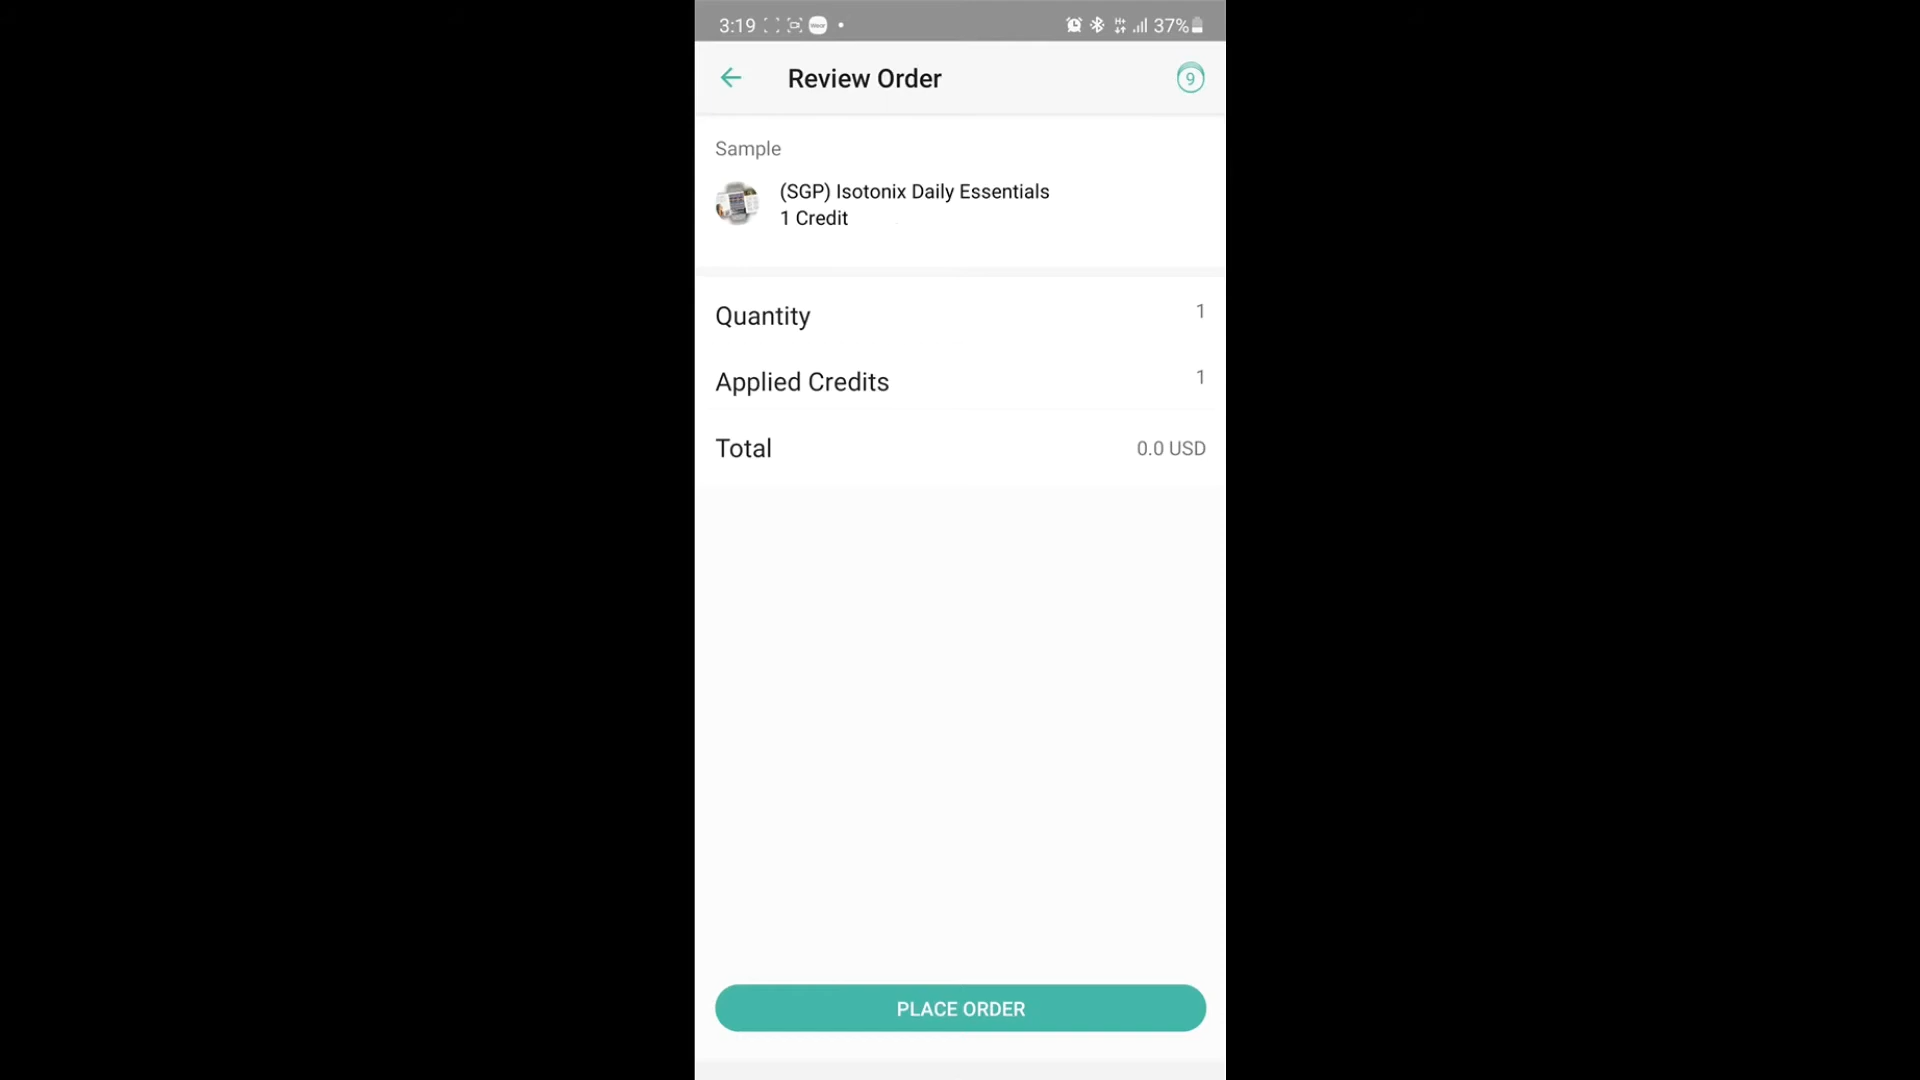 3:19 37%
Review Order
9
Sample
(SGP) Isotonix Daily Essentials
1 Credit
Quantity 1
Applied Credits 1
Total 0.0 USD
PLACE ORDER